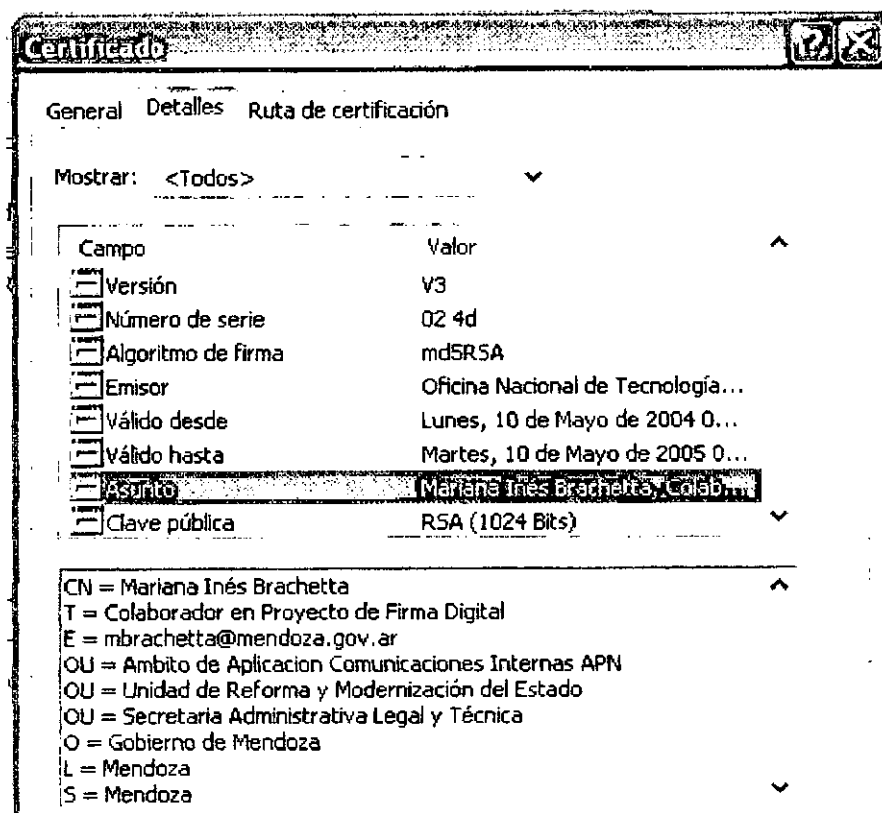 Certificado
General Detalles Ruta de certificación
Mostrar: <Todos>
Campo Valor
Versión V3
Número de serie 02 4d
Algoritmo de firma md5RSA
Emisor Oficina Nacional de Tecnología...
Válido desde Lunes, 10 de Mayo de 2004 0...
Válido hasta Martes, 10 de Mayo de 2005 0...
Asunto Mariana Inés Brachetta, Colab...
Clave pública RSA (1024 Bits)
CN = Mariana Inés Brachetta
T = Colaborador en Proyecto de Firma Digital
E = mbrachetta@mendoza.gov.ar
OU = Ambito de Aplicacion Comunicaciones Internas APN
OU = Unidad de Reforma y Modernización del Estado
OU = Secretaria Administrativa Legal y Técnica
O = Gobierno de Mendoza
L = Mendoza
S = Mendoza